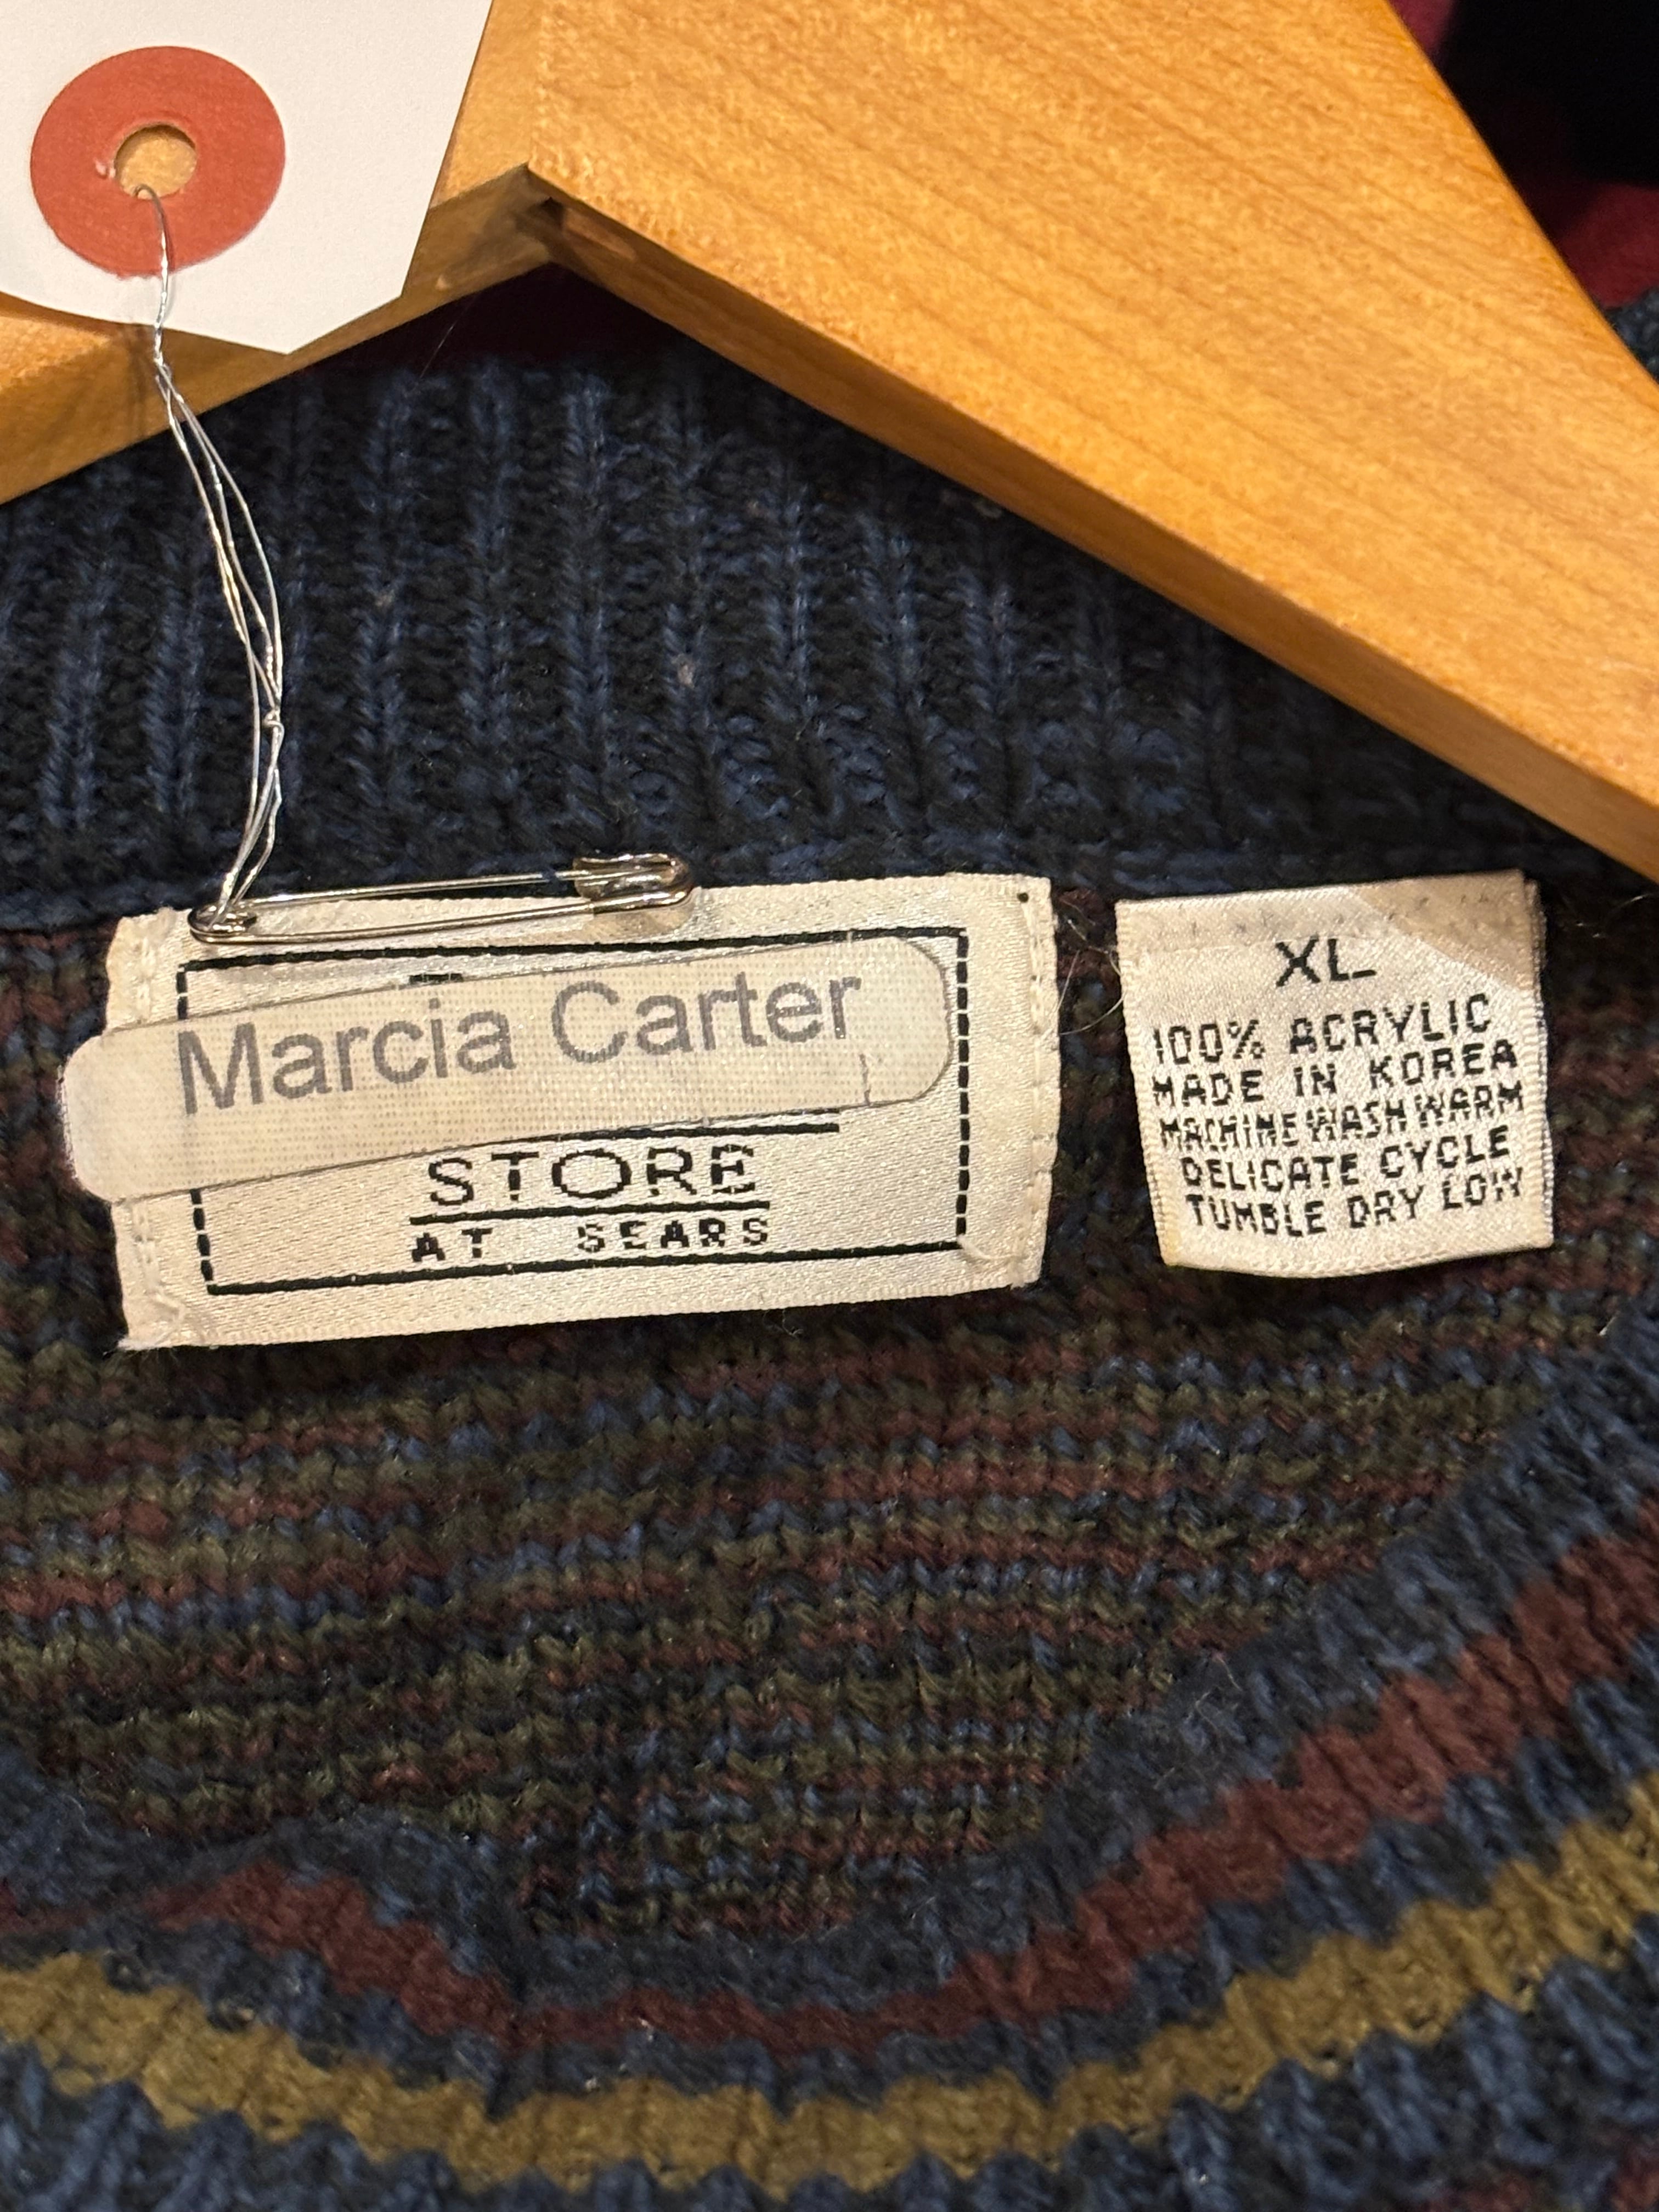 Marcia Carter
STORE
AT SEARS
XL
100% ACRYLIC
MADE IN KOREA
MACHINE WASH WARM
DELICATE CYCLE
TUMBLE DRY LOW